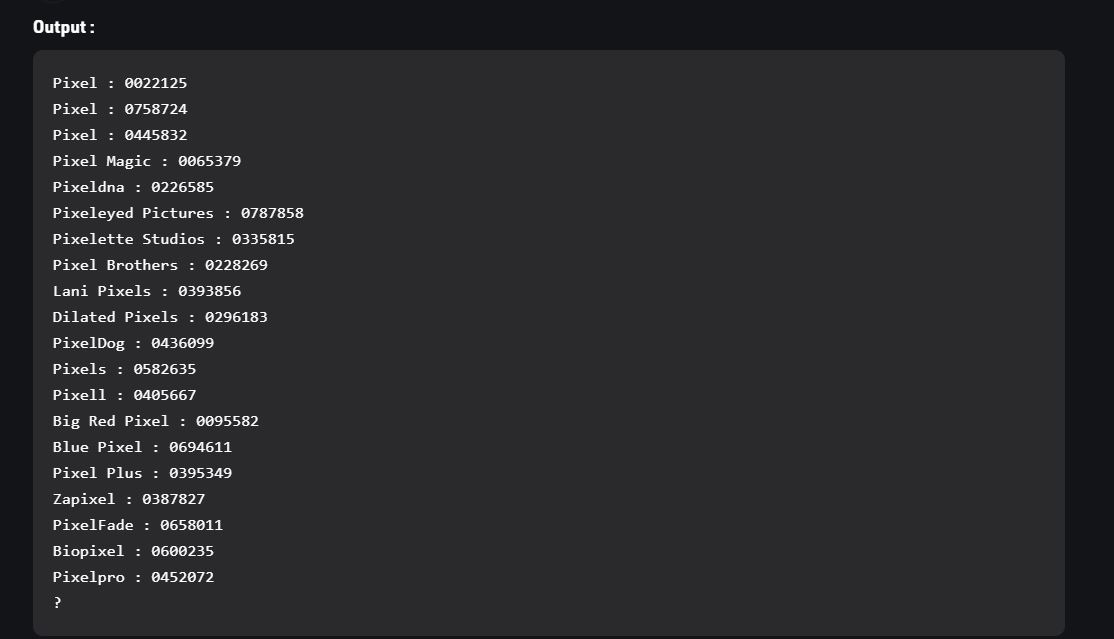 Output :
Pixel : 0022125
Pixel : 0758724
Pixel : 0445832
Pixel Magic : 0065379
Pixeldna : 0226585
Pixeleyed Pictures : 0787858
Pixelette Studios : 0335815
Pixel Brothers : 0228269
Lani Pixels : 0393856
Dilated Pixels : 0296183
PixelDog : 0436099
Pixels : 0582635
Pixell : 0405667
Big Red Pixel : 0095582
Blue Pixel : 0694611
Pixel Plus : 0395349
Zapixel : 0387827
PixelFade : 0658011
Biopixel : 0600235
Pixelpro : 0452072
?